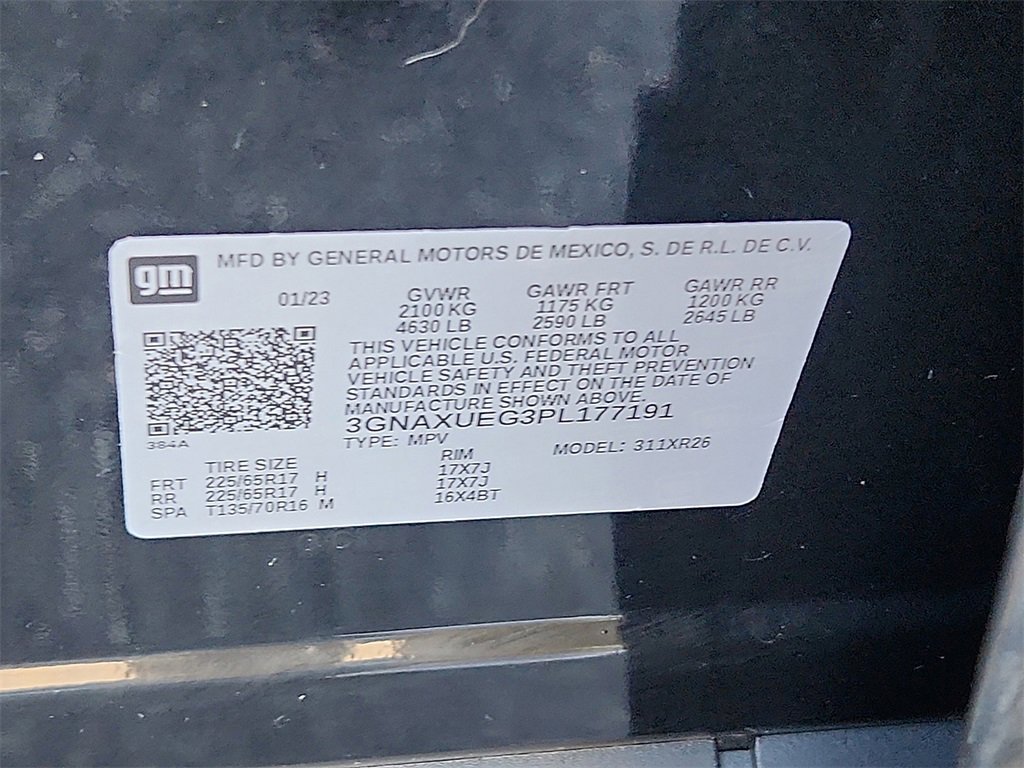 gm
MFD BY GENERAL MOTORS DE MEXICO, S. DE R.L. DE C.V.
01/23 GVWR GAWR FRT GAWR RR
2100 KG 1175 KG 1200 KG
4630 LB 2590 LB 2645 LB
THIS VEHICLE CONFORMS TO ALL
APPLICABLE U.S. FEDERAL MOTOR
VEHICLE SAFETY AND THEFT PREVENTION
STANDARDS IN EFFECT ON THE DATE OF
MANUFACTURE SHOWN ABOVE.
3GNAXUEG3PL177191
384A
TYPE: MPV MODEL: 311XR26
TIRE SIZE RIM
FRT 225/65R17 H 17X7J
RR 225/65R17 H 17X7J
SPA T135/70R16 M 16X4BT